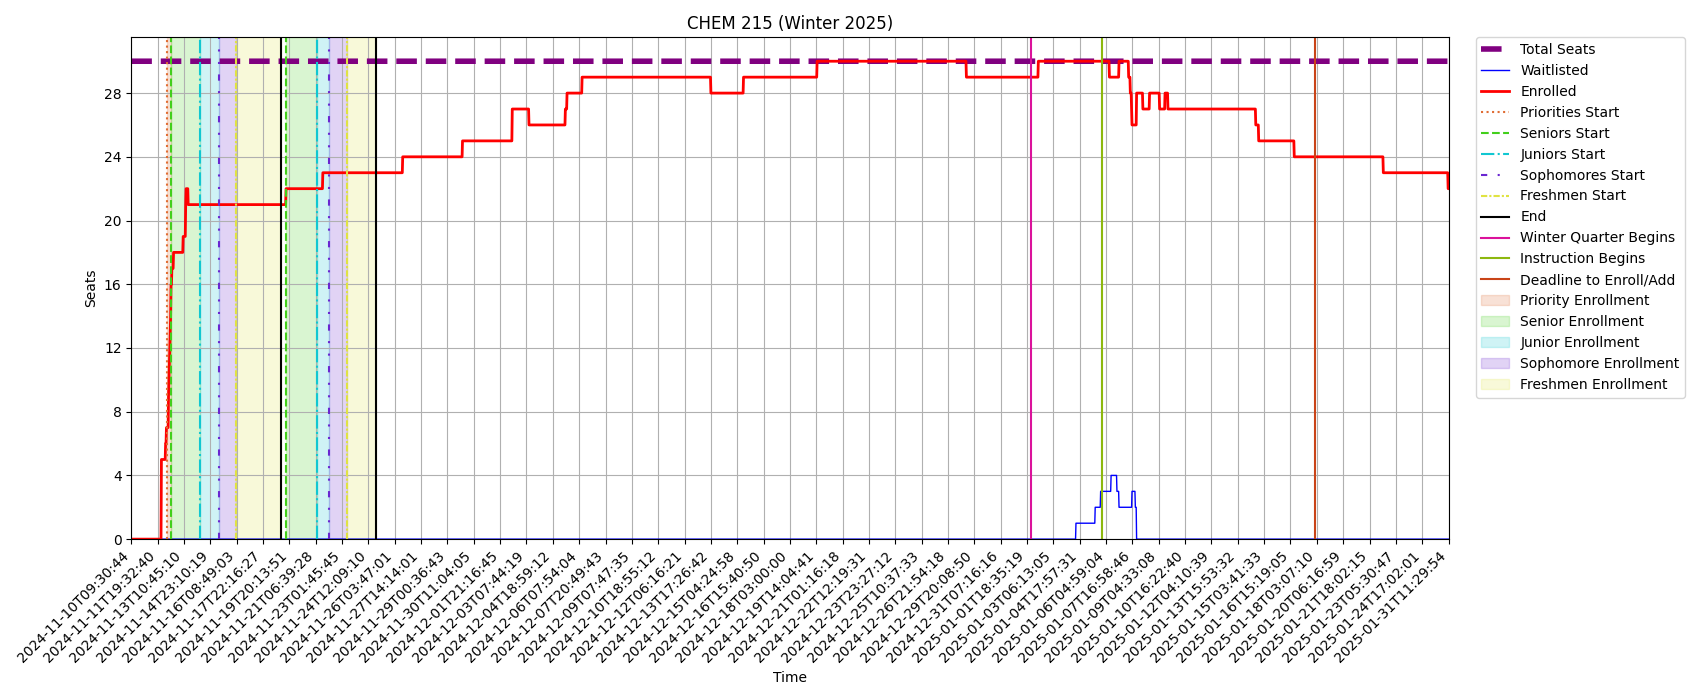 CHEM 215 (Winter 2025)
Seats
28
24
20
16
12
8
4
0
2024-11-10T09:30:44
2024-11-11T19:32:40
2024-11-13T10:45:10
2024-11-14T23:10:19
2024-11-16T08:49:03
2024-11-17T22:16:27
2024-11-19T20:13:51
2024-11-21T06:39:28
2024-11-23T01:45:45
2024-11-24T12:09:10
2024-11-26T03:47:01
2024-11-27T14:14:01
2024-11-29T00:36:43
2024-11-30T11:04:05
2024-12-01T21:16:45
2024-12-03T07:44:19
2024-12-04T18:59:12
2024-12-06T07:54:04
2024-12-07T20:49:43
2024-12-09T07:47:35
2024-12-10T18:55:12
2024-12-12T06:16:21
2024-12-13T17:26:42
2024-12-15T04:24:58
2024-12-16T15:40:50
2024-12-18T03:00:00
2024-12-19T14:04:41
2024-12-21T01:16:18
2024-12-22T12:19:31
2024-12-23T23:27:12
2024-12-25T10:37:33
2024-12-26T21:54:18
2024-12-29T20:08:50
2024-12-31T07:16:16
2025-01-01T18:35:19
2025-01-03T06:13:05
2025-01-04T17:57:31
2025-01-06T04:59:04
2025-01-07T16:58:46
2025-01-09T04:33:08
2025-01-10T16:22:40
2025-01-12T04:10:39
2025-01-13T15:53:32
2025-01-15T03:41:33
2025-01-16T15:19:05
2025-01-18T03:07:10
2025-01-20T06:16:59
2025-01-21T18:02:15
2025-01-23T05:30:47
2025-01-24T17:02:01
2025-01-31T11:29:54
Time
Total Seats
Waitlisted
Enrolled
Priorities Start
Seniors Start
Juniors Start
Sophomores Start
Freshmen Start
End
Winter Quarter Begins
Instruction Begins
Deadline to Enroll/Add
Priority Enrollment
Senior Enrollment
Junior Enrollment
Sophomore Enrollment
Freshmen Enrollment